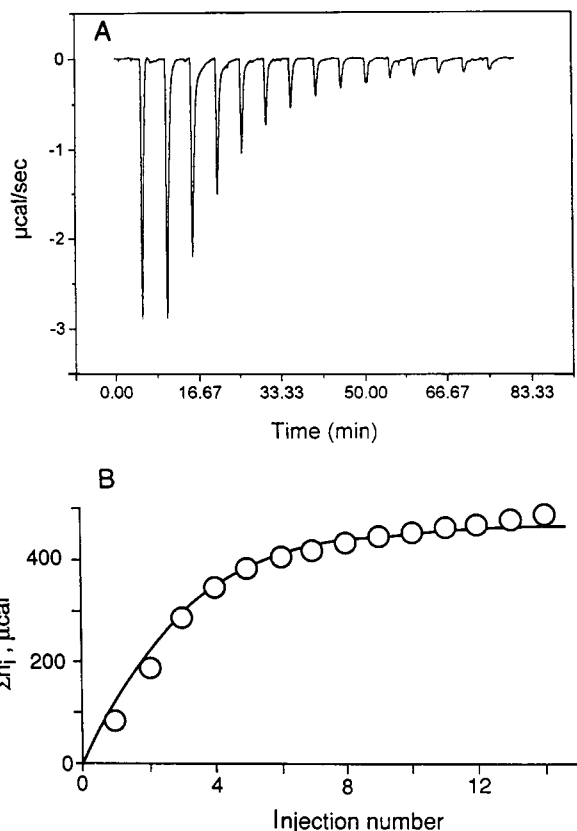 A
0
-1
-2
-3
µcal/sec
0.00 16.67 33.33 50.00 66.67 83.33
Time (min)
B
400
200
0
, µcal
0 4 8 12
Injection number